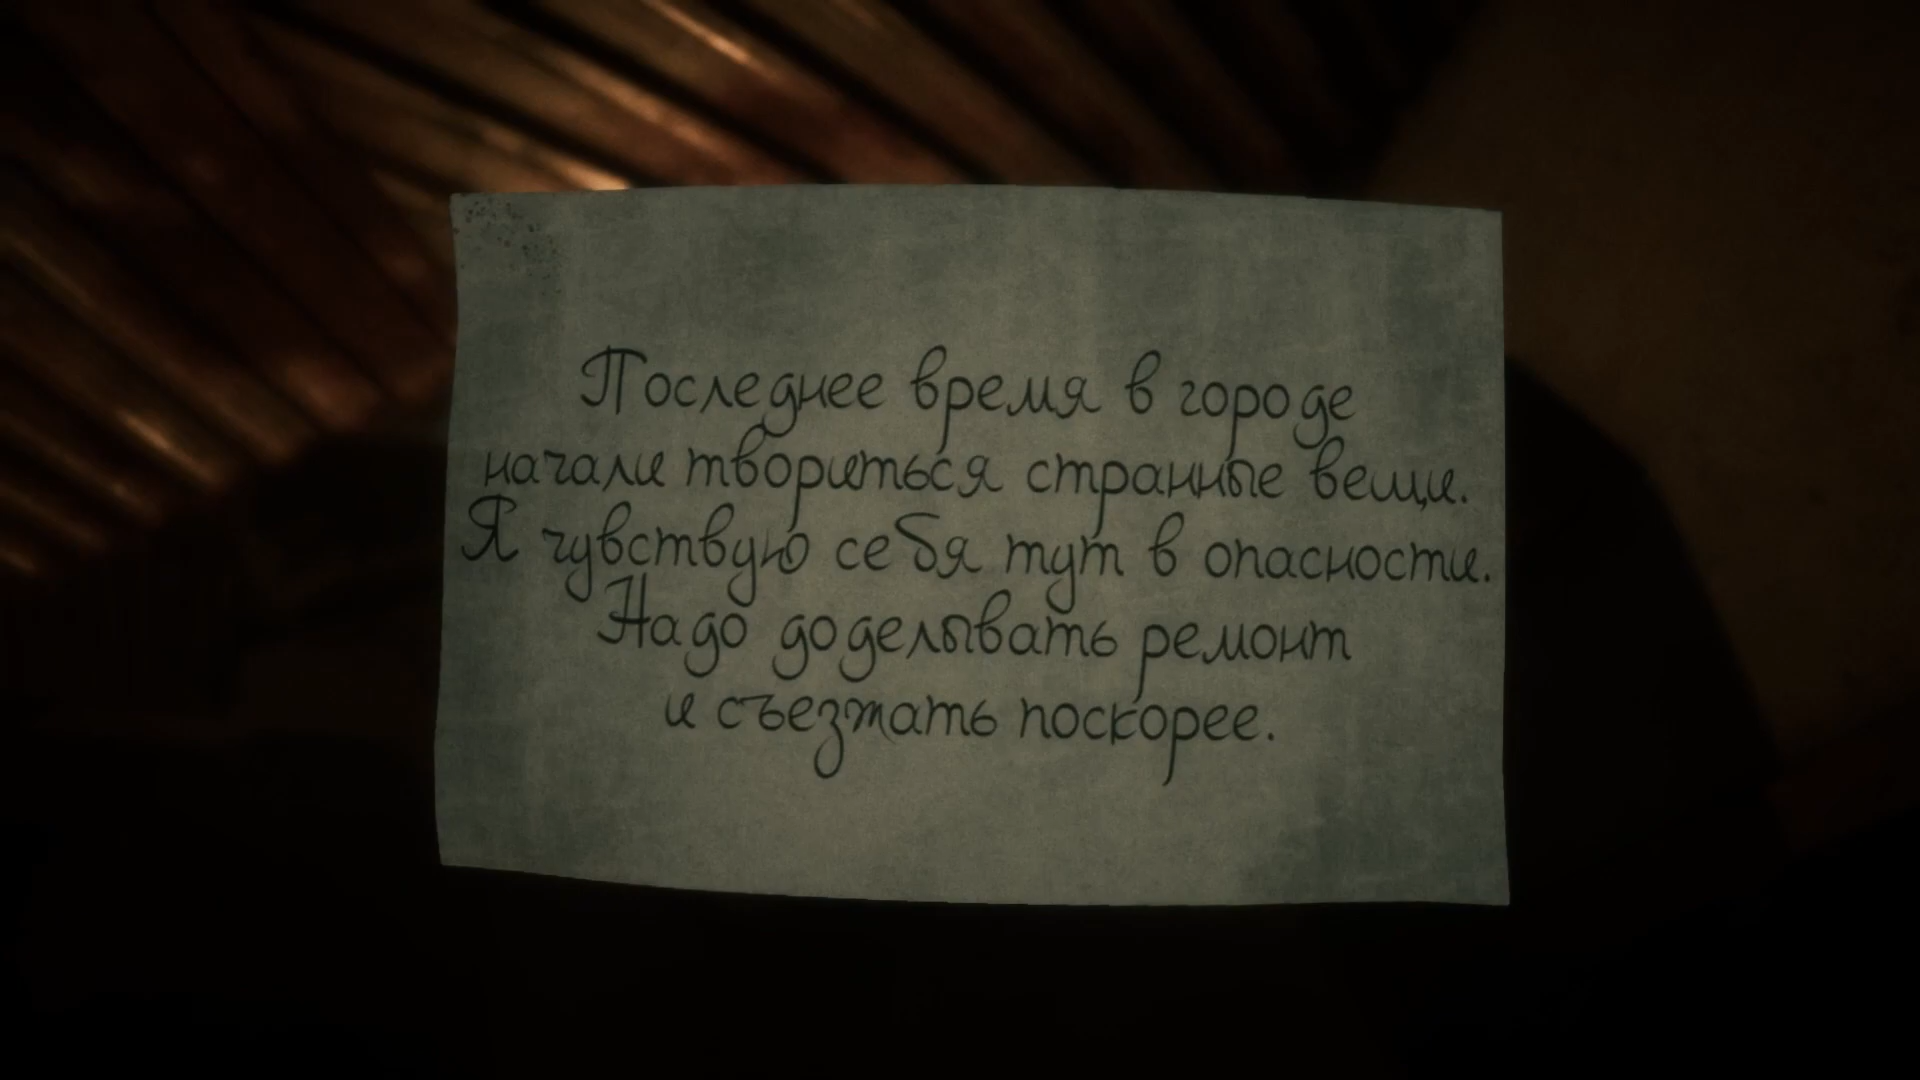 Последнее время в городе
начали твориться странные вещи.
Я чувствую себя тут в опасности.
Надо доделывать ремонт
и съезжать поскорее.